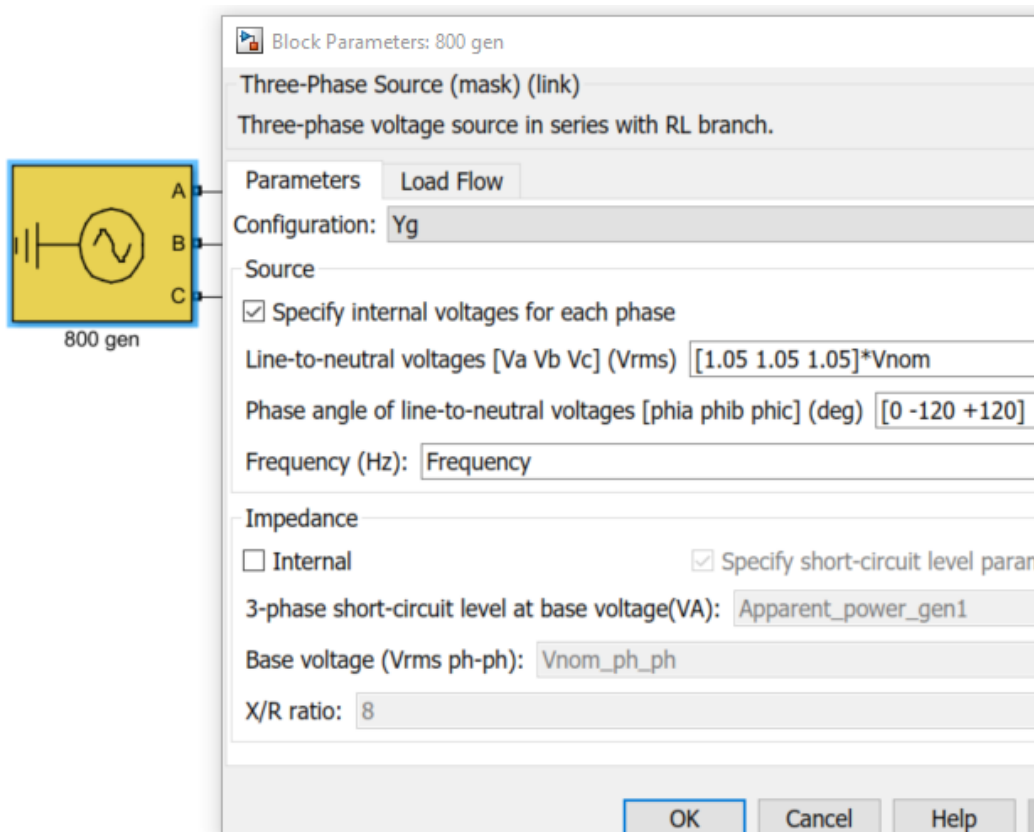 Block Parameters: 800 gen
Three-Phase Source (mask) (link)
Three-phase voltage source in series with RL branch.
Parameters Load Flow
Configuration: Yg
Source
Specify internal voltages for each phase
Line-to-neutral voltages [Va Vb Vc] (Vrms) [1.05 1.05 1.05]*Vnom
Phase angle of line-to-neutral voltages [phia phib phic] (deg) [0 -120 +120]
Frequency (Hz): Frequency
Impedance
Internal Specify short-circuit level param
3-phase short-circuit level at base voltage(VA): Apparent_power_gen1
Base voltage (Vrms ph-ph): Vnom_ph_ph
X/R ratio: 8
OK Cancel Help
A
B
C
800 gen